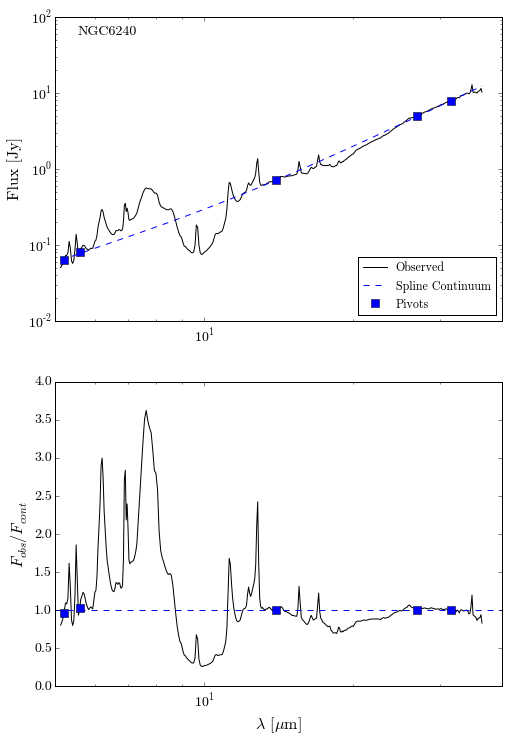 NGC6240
10^2
10^1
10^0
10^-1
10^-2
Flux [Jy]
Observed
Spline Continuum
Pivots
10^1
4.0
3.5
3.0
2.5
2.0
1.5
1.0
0.5
0.0
F_obs/F_cont
10^1
λ [μm]